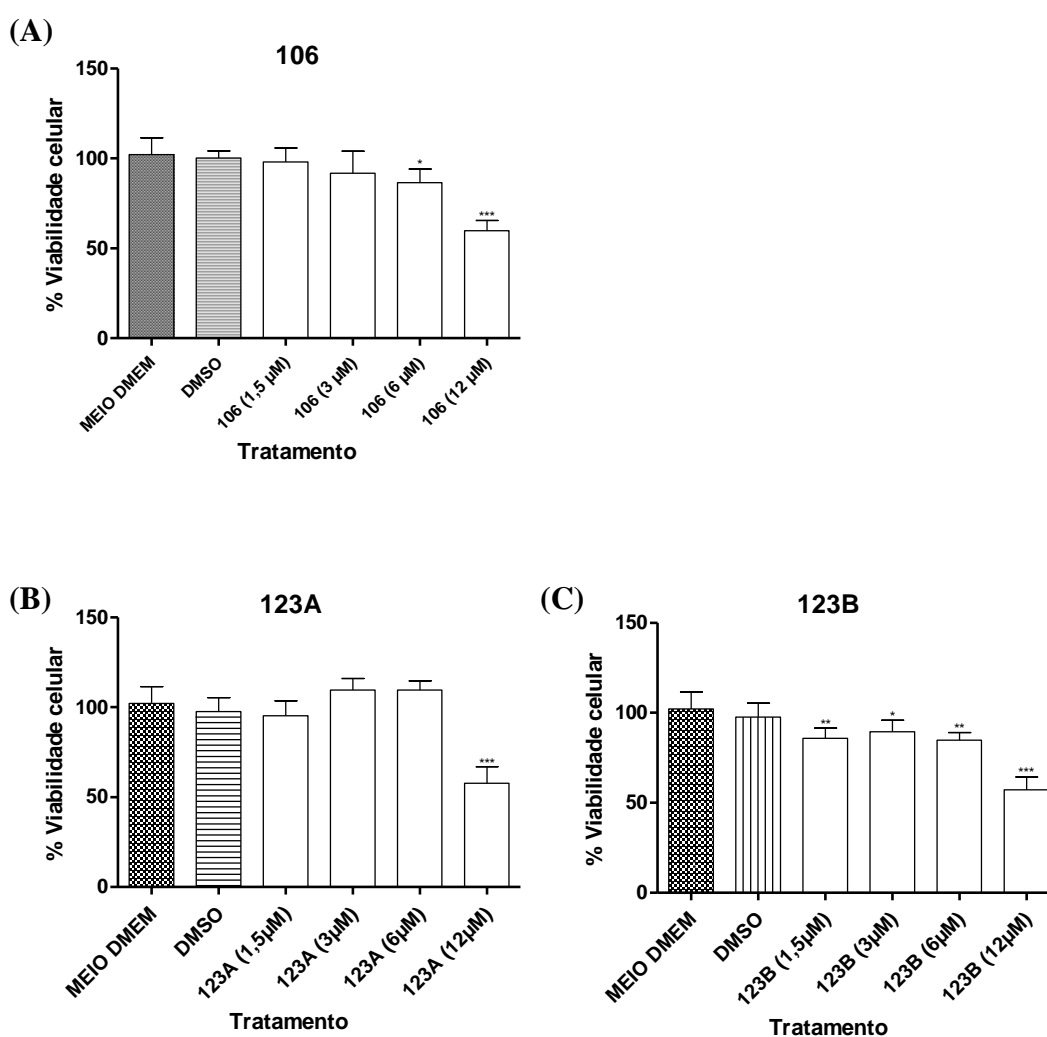 (A)
106
150
100
50
0
% Viabilidade celular
*
***
MEIO DMEM
DMSO
106 (1,5 µM)
106 (3 µM)
106 (6 µM)
106 (12 µM)
Tratamento
(B)
123A
150
100
50
0
% Viabilidade celular
***
MEIO DMEM
DMSO
123A (1,5µM)
123A (3µM)
123A (6µM)
123A (12µM)
Tratamento
(C)
123B
150
100
50
0
% Viabilidade celular
**
*
**
***
MEIO DMEM
DMSO
123B (1,5µM)
123B (3µM)
123B (6µM)
123B (12µM)
Tratamento